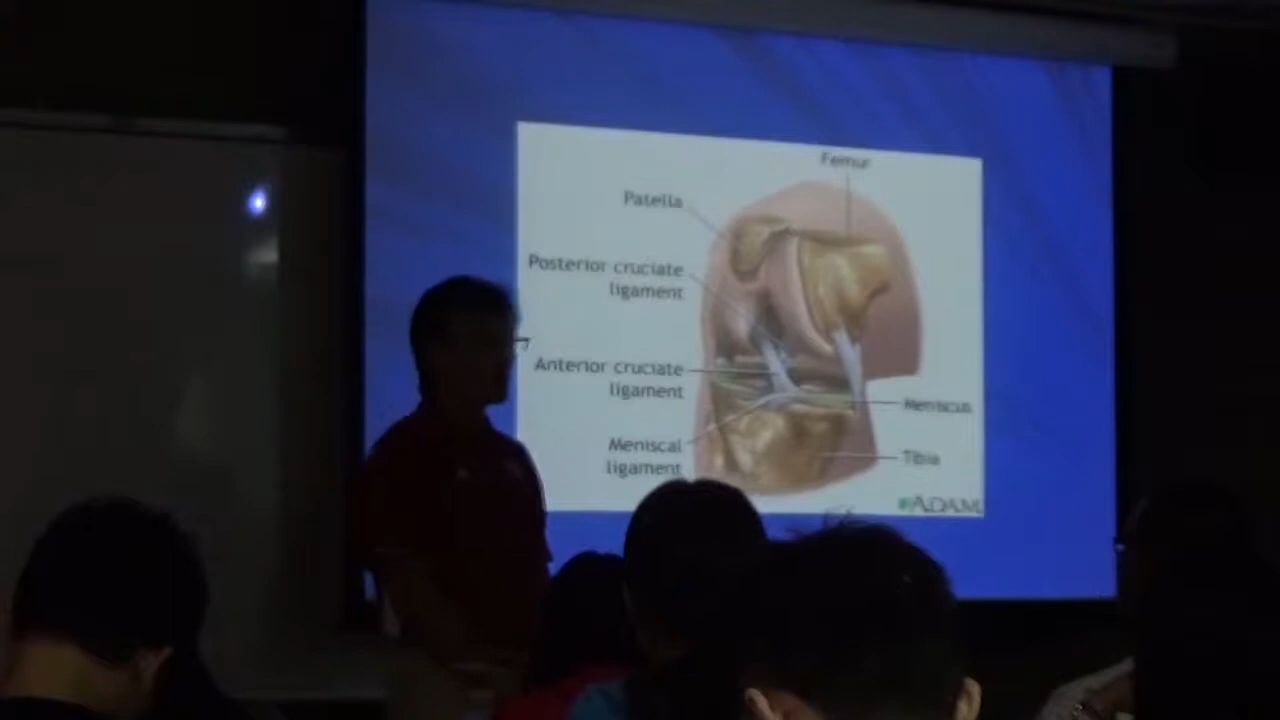 Femur
Patella
Posterior cruciate
ligament
Anterior cruciate
ligament
Meniscus
Meniscal
ligament
Tibia
ADAM